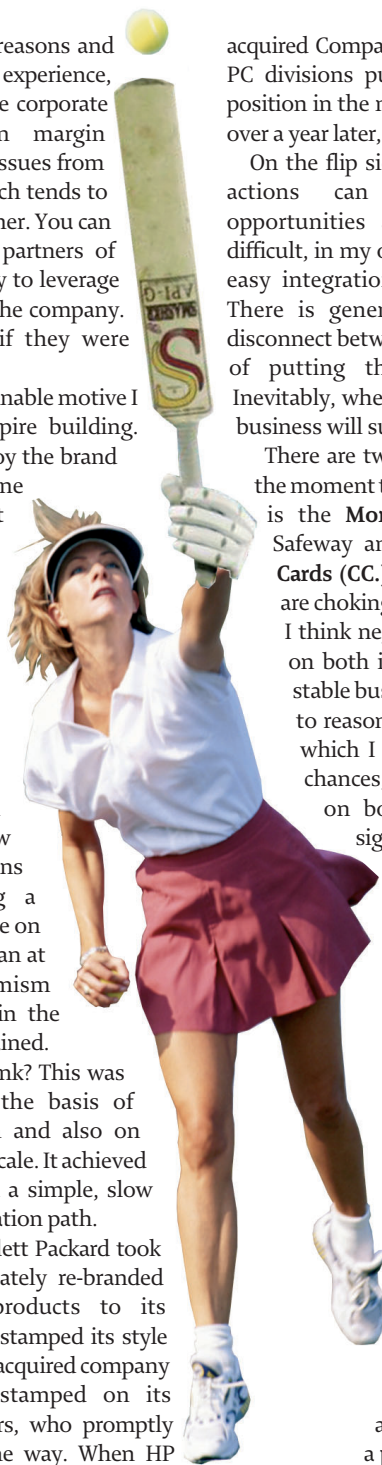 reasons and
experience,
e corporate
margin
issues from
ch tends to
ner. You can
partners of
y to leverage
the company.
if they were
nable motive I
pire building.
by the brand
ne
t
w
ns
g a
e on
an at
mism
in the
ined.
nk? This was
the basis of
and also on
cale. It achieved
a simple, slow
ation path.
lett Packard took
ately re-branded
products to its
stamped its style
acquired company
stamped on its
rs, who promptly
he way. When HP
S
API-G
acquired Compa
PC divisions pu
position in the n
over a year later,
On the flip si
actions can
opportunities
difficult, in my o
easy integration
There is gener
disconnect betw
of putting th
Inevitably, whe
business will su
There are tw
the moment t
is the Mor
Safeway an
Cards (CC.)
are choking
I think ne
on both i
stable bus
to reason
which I
chances,
on bo
sig
a
a p